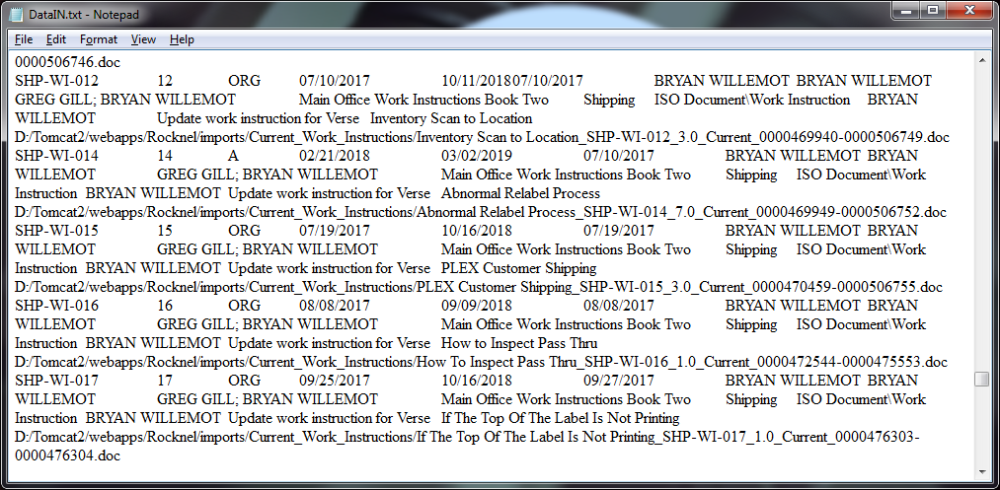 DataIN.txt - Notepad
File Edit Format View Help
0000506746.doc
SHP-WI-012 12 ORG 07/10/2017 10/11/201807/10/2017 BRYAN WILLEMOT BRYAN WILLEMOT
GREG GILL; BRYAN WILLEMOT Main Office Work Instructions Book Two Shipping ISO Document\Work Instruction BRYAN
WILLEMOT Update work instruction for Verse Inventory Scan to Location
D:/Tomcat2/webapps/Rocknel/imports/Current_Work_Instructions/Inventory Scan to Location_SHP-WI-012_3.0_Current_0000469940-0000506749.doc
SHP-WI-014 14 A 02/21/2018 03/02/2019 07/10/2017 BRYAN WILLEMOT BRYAN
WILLEMOT GREG GILL; BRYAN WILLEMOT Main Office Work Instructions Book Two Shipping ISO Document\Work
Instruction BRYAN WILLEMOT Update work instruction for Verse Abnormal Relabel Process
D:/Tomcat2/webapps/Rocknel/imports/Current_Work_Instructions/Abnormal Relabel Process_SHP-WI-014_7.0_Current_0000469949-0000506752.doc
SHP-WI-015 15 ORG 07/19/2017 10/16/2018 07/19/2017 BRYAN WILLEMOT BRYAN
WILLEMOT GREG GILL; BRYAN WILLEMOT Main Office Work Instructions Book Two Shipping ISO Document\Work
Instruction BRYAN WILLEMOT Update work instruction for Verse PLEX Customer Shipping
D:/Tomcat2/webapps/Rocknel/imports/Current_Work_Instructions/PLEX Customer Shipping_SHP-WI-015_3.0_Current_0000470459-0000506755.doc
SHP-WI-016 16 ORG 08/08/2017 09/09/2018 08/08/2017 BRYAN WILLEMOT BRYAN
WILLEMOT GREG GILL; BRYAN WILLEMOT Main Office Work Instructions Book Two Shipping ISO Document\Work
Instruction BRYAN WILLEMOT Update work instruction for Verse How to Inspect Pass Thru
D:/Tomcat2/webapps/Rocknel/imports/Current_Work_Instructions/How To Inspect Pass Thru_SHP-WI-016_1.0_Current_0000472544-0000475553.doc
SHP-WI-017 17 ORG 09/25/2017 10/16/2018 09/27/2017 BRYAN WILLEMOT BRYAN
WILLEMOT GREG GILL; BRYAN WILLEMOT Main Office Work Instructions Book Two Shipping ISO Document\Work
Instruction BRYAN WILLEMOT Update work instruction for Verse If The Top Of The Label Is Not Printing
D:/Tomcat2/webapps/Rocknel/imports/Current_Work_Instructions/If The Top Of The Label Is Not Printing_SHP-WI-017_1.0_Current_0000476303-
0000476304.doc